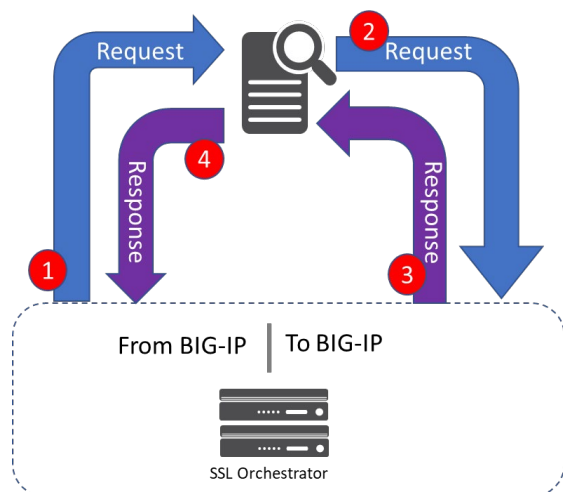 2
Request
Request
4
Response
Response
1
3
From BIG-IP
To BIG-IP
SSL Orchestrator